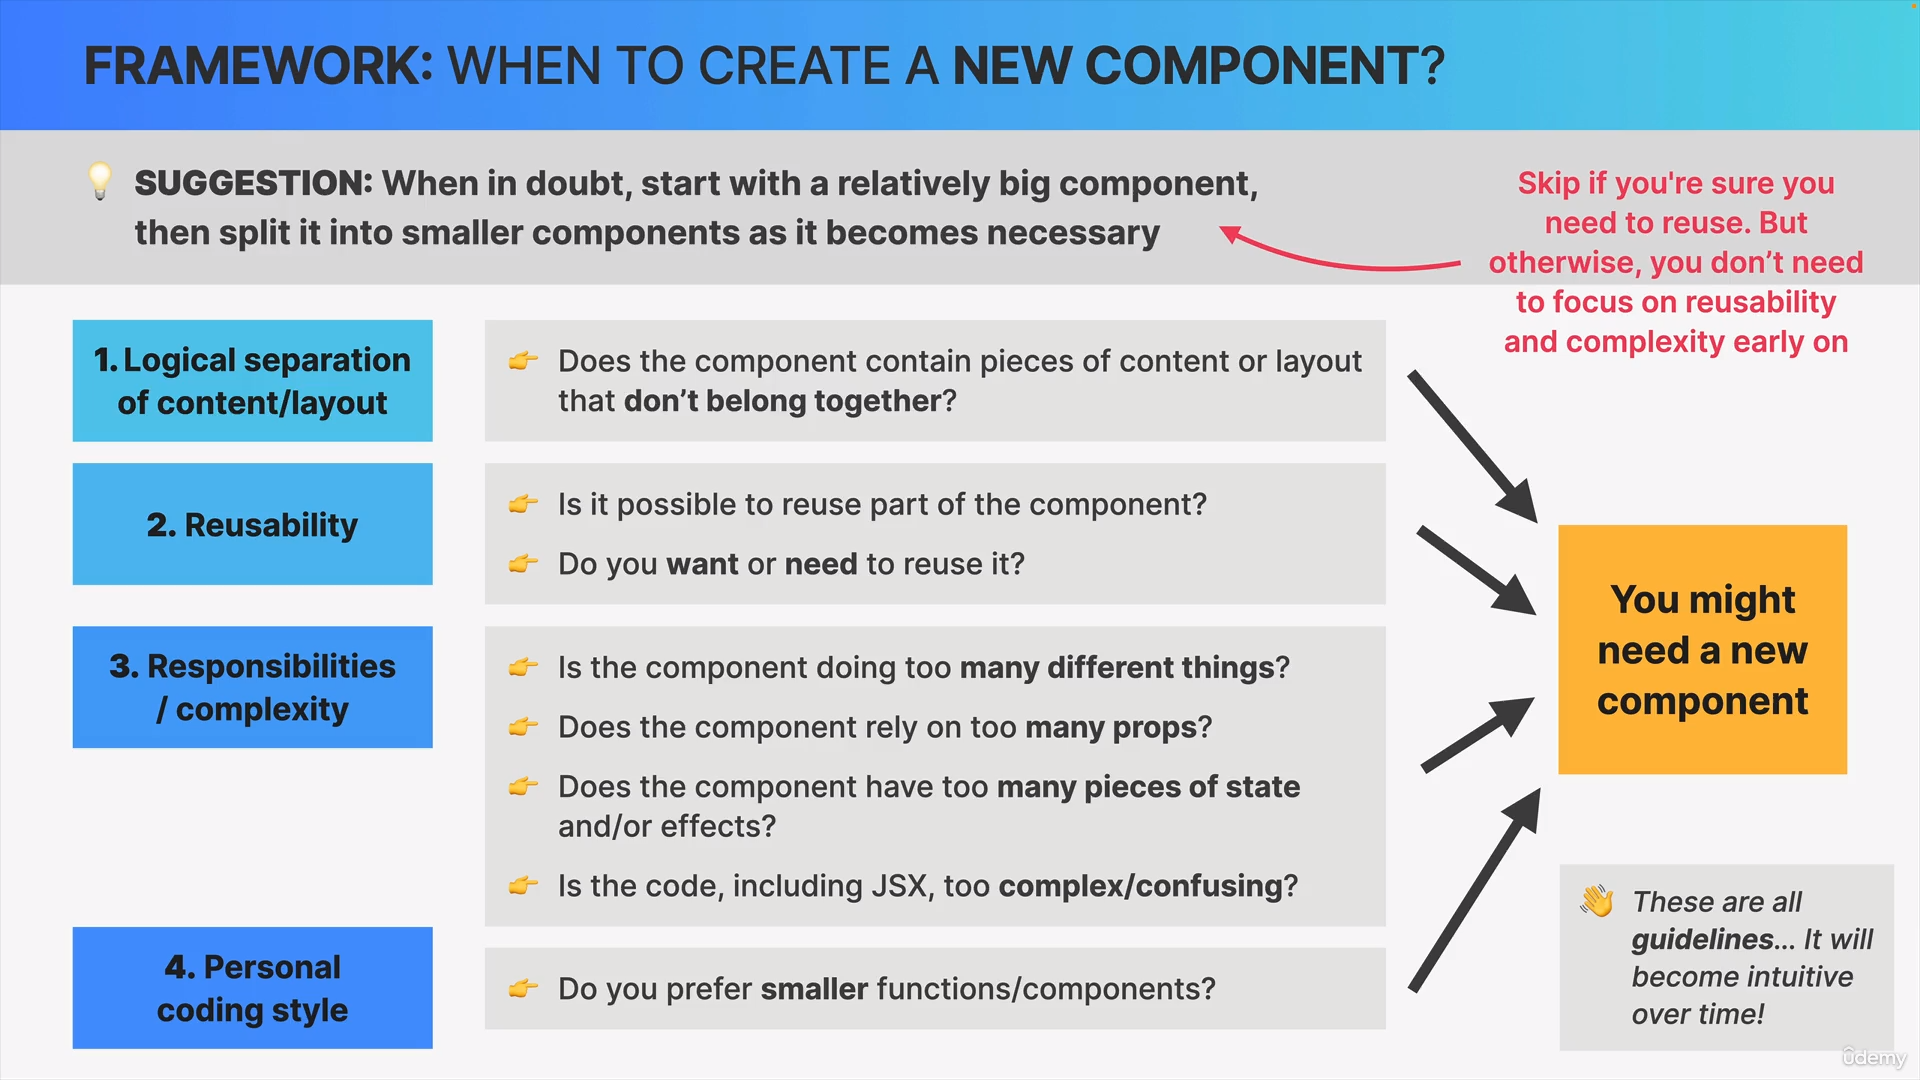 FRAMEWORK: WHEN TO CREATE A NEW COMPONENT?
SUGGESTION: When in doubt, start with a relatively big component,
then split it into smaller components as it becomes necessary
Skip if you're sure you
need to reuse. But
otherwise, you don’t need
to focus on reusability
and complexity early on
1. Logical separation
of content/layout
Does the component contain pieces of content or layout
that don’t belong together?
2. Reusability
Is it possible to reuse part of the component?
Do you want or need to reuse it?
3. Responsibilities
/ complexity
Is the component doing too many different things?
Does the component rely on too many props?
Does the component have too many pieces of state
and/or effects?
Is the code, including JSX, too complex/confusing?
4. Personal
coding style
Do you prefer smaller functions/components?
You might
need a new
component
These are all
guidelines... It will
become intuitive
over time!
ûdemy